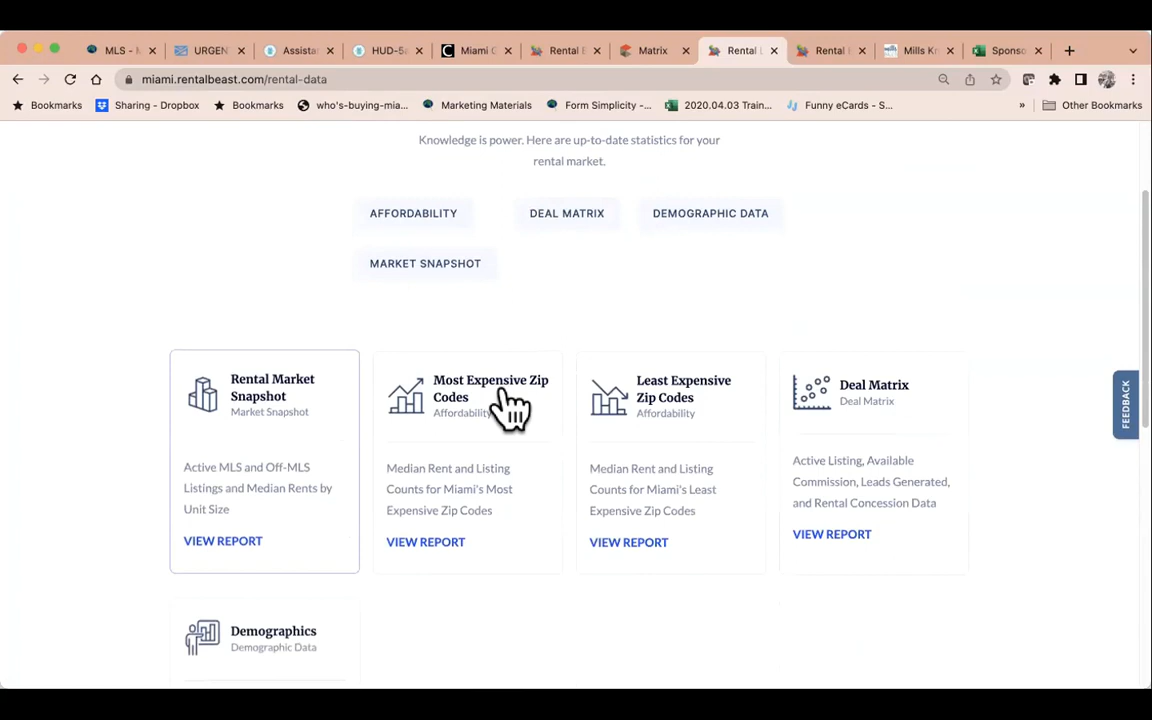 MLS - M
URGEN
Assistan
HUD-5
Miami C
Rental B
Matrix
Rental L
Rental H
Mills Kn
Sponso
miami.rentalbeast.com/rental-data
Bookmarks
Sharing - Dropbox
Bookmarks
who's-buying-mia...
Marketing Materials
Form Simplicity -...
2020.04.03 Train...
Funny eCards - S...
»
Other Bookmarks
Knowledge is power. Here are up-to-date statistics for your
rental market.
AFFORDABILITY
DEAL MATRIX
DEMOGRAPHIC DATA
MARKET SNAPSHOT
Rental Market
Snapshot
Market Snapshot
Active MLS and Off-MLS
Listings and Median Rents by
Unit Size
VIEW REPORT
Most Expensive Zip
Codes
Affordability
Median Rent and Listing
Counts for Miami's Most
Expensive Zip Codes
VIEW REPORT
Least Expensive
Zip Codes
Affordability
Median Rent and Listing
Counts for Miami's Least
Expensive Zip Codes
VIEW REPORT
Deal Matrix
Deal Matrix
Active Listing, Available
Commission, Leads Generated,
and Rental Concession Data
VIEW REPORT
Demographics
Demographic Data
FEEDBACK